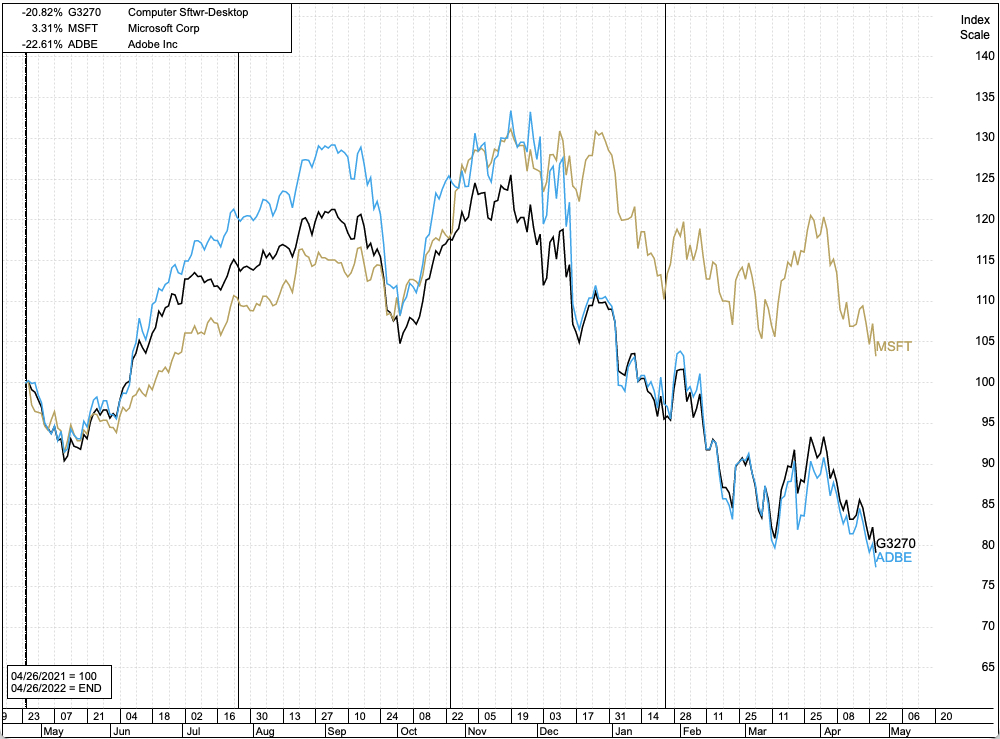 -20.82% G3270 Computer Sftwr-Desktop
3.31% MSFT Microsoft Corp
-22.61% ADBE Adobe Inc
Index
Scale
140
135
130
125
120
115
110
105
MSFT
100
95
90
85
80
G3270
ADBE
75
70
65
04/26/2021 = 100
04/26/2022 = END
9 23 07 21 04 18 02 16 30 13 27 10 24 08 22 05 19 03 17 31 14 28 11 25 11 25 08 22 06 20
May Jun Jul Aug Sep Oct Nov Dec Jan Feb Mar Apr May